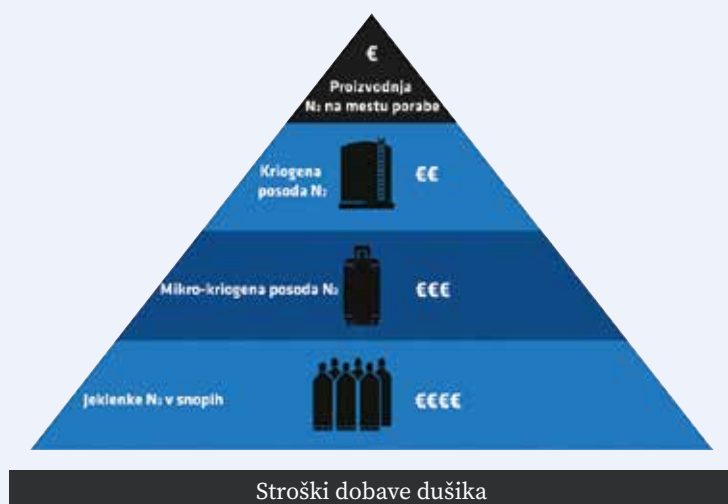 €
Proizvodnja
N₂ na mestu porabe
Kriogena
posoda N₂
€€
Mikro-kriogena posoda N₂
€€€
Jeklenke N₂ v snopih
€€€€
Stroški dobave dušika